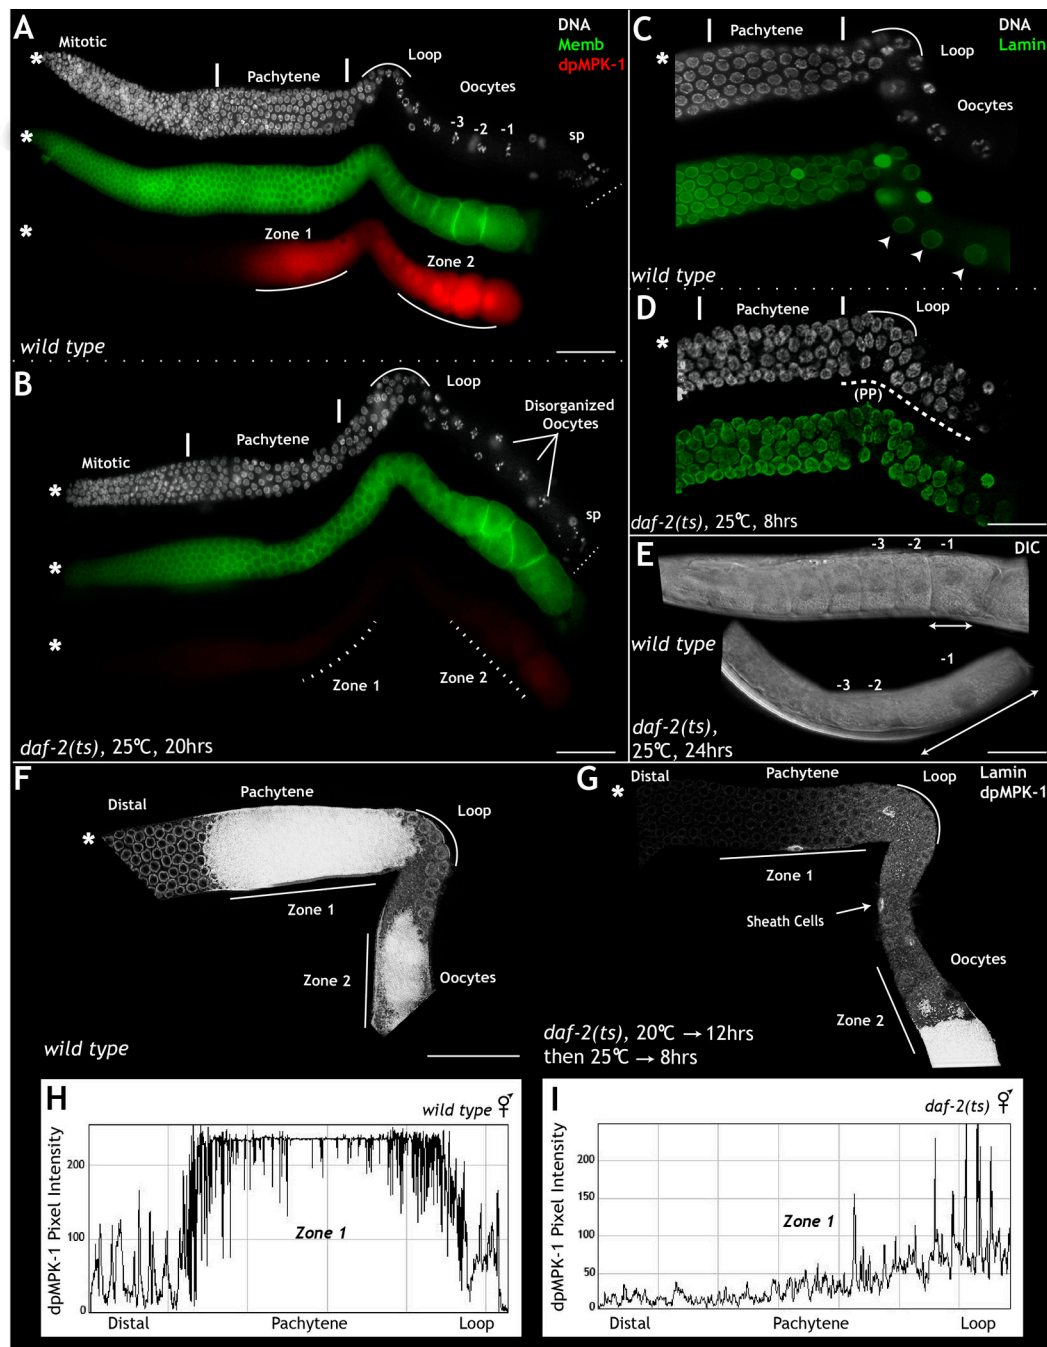 A
DNA
Memb
dpMPK-1
*
Mitotic
Pachytene
Loop
Oocytes
-3
-2
-1
sp
*
*
Zone 1
Zone 2
wild type
B
Loop
Disorganized
Oocytes
Pachytene
Mitotic
*
sp
*
*
Zone 1
Zone 2
daf-2(ts), 25ºC, 20hrs
C
DNA
Lamin
Pachytene
Loop
*
Oocytes
wild type
D
Pachytene
Loop
*
(PP)
daf-2(ts), 25ºC, 8hrs
E
-3
-2
-1
DIC
wild type
-1
-3
-2
daf-2(ts),
25ºC, 24hrs
F
Pachytene
Distal
Loop
*
Zone 1
Zone 2
Oocytes
wild type
G
Distal
Pachytene
Loop
Lamin
dpMPK-1
*
Zone 1
Sheath Cells
Oocytes
Zone 2
daf-2(ts), 20ºC → 12hrs
then 25ºC → 8hrs
H
wild type ⚥
dpMPK-1 Pixel Intensity
200
100
0
Zone 1
Distal
Pachytene
Loop
I
daf-2(ts) ⚥
dpMPK-1 Pixel Intensity
200
150
100
50
0
Zone 1
Distal
Pachytene
Loop